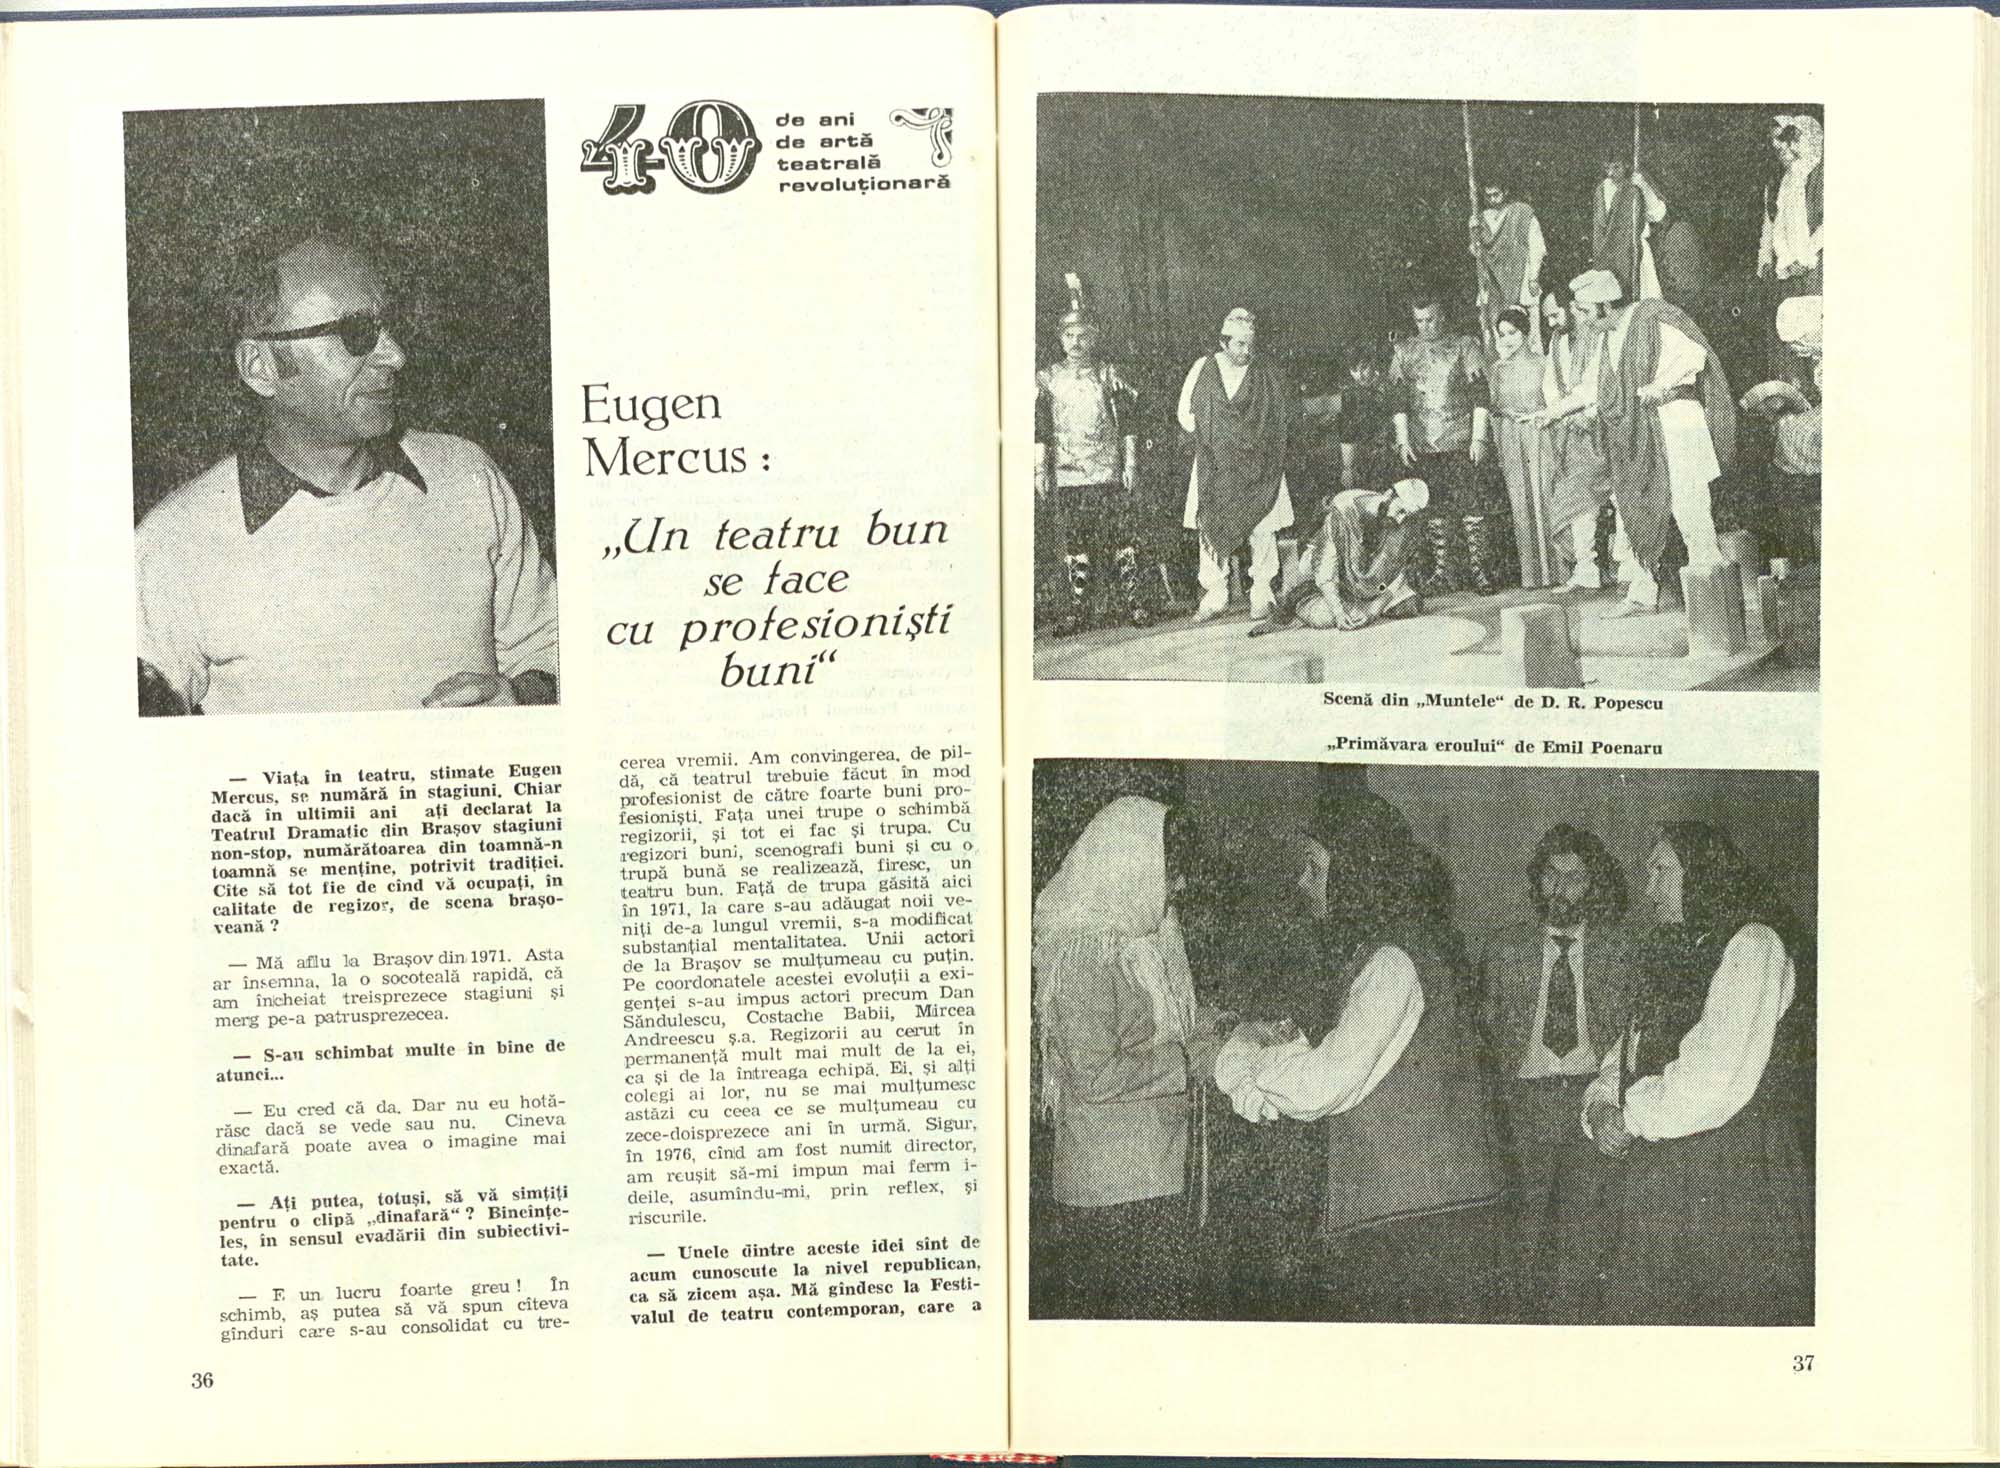 40 de ani
de artă
teatrală
revoluționară
Eugen
Mercus :
„Un teatru bun
se face
cu profesioniști
buni“
— Viața în teatru, stimate Eugen
Mercus, se numără în stagiuni. Chiar
dacă în ultimii ani ați declarat la
Teatrul Dramatic din Brașov stagiuni
non-stop, numărătoarea din toamnă-n
toamnă se menține, potrivit tradiției.
Cîte să tot fie de cînd vă ocupați, în
calitate de regizor, de scena brașo-
veană ?
— Mă aflu la Brașov din 1971. Asta
ar însemna, la o socoteală rapidă, că
am încheiat treisprezece stagiuni și
merg pe-a patrusprezecea.
— S-au schimbat multe în bine de
atunci...
— Eu cred că da. Dar nu eu hotă-
răsc dacă se vede sau nu. Cineva
dinafară poate avea o imagine mai
exactă.
— Ați putea, totuși, să vă simțiți
pentru o clipă „dinafară“ ? Bineînțe-
les, în sensul evadării din subiectivi-
tate.
— E un lucru foarte greu ! În
schimb, aș putea să vă spun cîteva
gînduri care s-au consolidat cu tre-
cerea vremii. Am convingerea, de pil-
dă, că teatrul trebuie făcut în mod
profesionist de către foarte buni pro-
fesioniști. Fața unei trupe o schimbă
regizorii, și tot ei fac și trupa. Cu
regizori buni, scenografi buni și cu o
trupă bună se realizează, firesc, un
teatru bun. Față de trupa găsită aici
în 1971, la care s-au adăugat noii ve-
niți de-a lungul vremii, s-a modificat
substanțial mentalitatea. Unii actori
de la Brașov se mulțumeau cu puțin.
Pe coordonatele acestei evoluții a exi-
genței s-au impus actori precum Dan
Săndulescu, Costache Babii, Mircea
Andreescu ș.a. Regizorii au cerut în
permanență mult mai mult de la ei,
ca și de la întreaga echipă. Ei, și alți
colegi ai lor, nu se mai mulțumesc
astăzi cu ceea ce se mulțumeau cu
zece-doisprezece ani în urmă. Sigur,
în 1976, cînd am fost numit director,
am reușit să-mi impun mai ferm i-
deile, asumîndu-mi, prin reflex, și
riscurile.
— Unele dintre aceste idei sînt de
acum cunoscute la nivel republican,
ca să zicem așa. Mă gîndesc la Festi-
valul de teatru contemporan, care a
36
Scenă din „Muntele“ de D. R. Popescu
„Primăvara eroului“ de Emil Poenaru
37